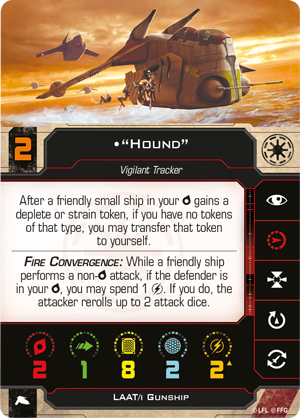 2
•"Hound"
Vigilant Tracker
After a friendly small ship in your gains a
deplete or strain token, if you have no tokens
of that type, you may transfer that token
to yourself.
Fire Convergence: While a friendly ship
performs a non- attack, if the defender is
in your , you may spend 1 . If you do, the
attacker rerolls up to 2 attack dice.
2 1 8 2 2
LAAT/i Gunship
©LFL ©FFG